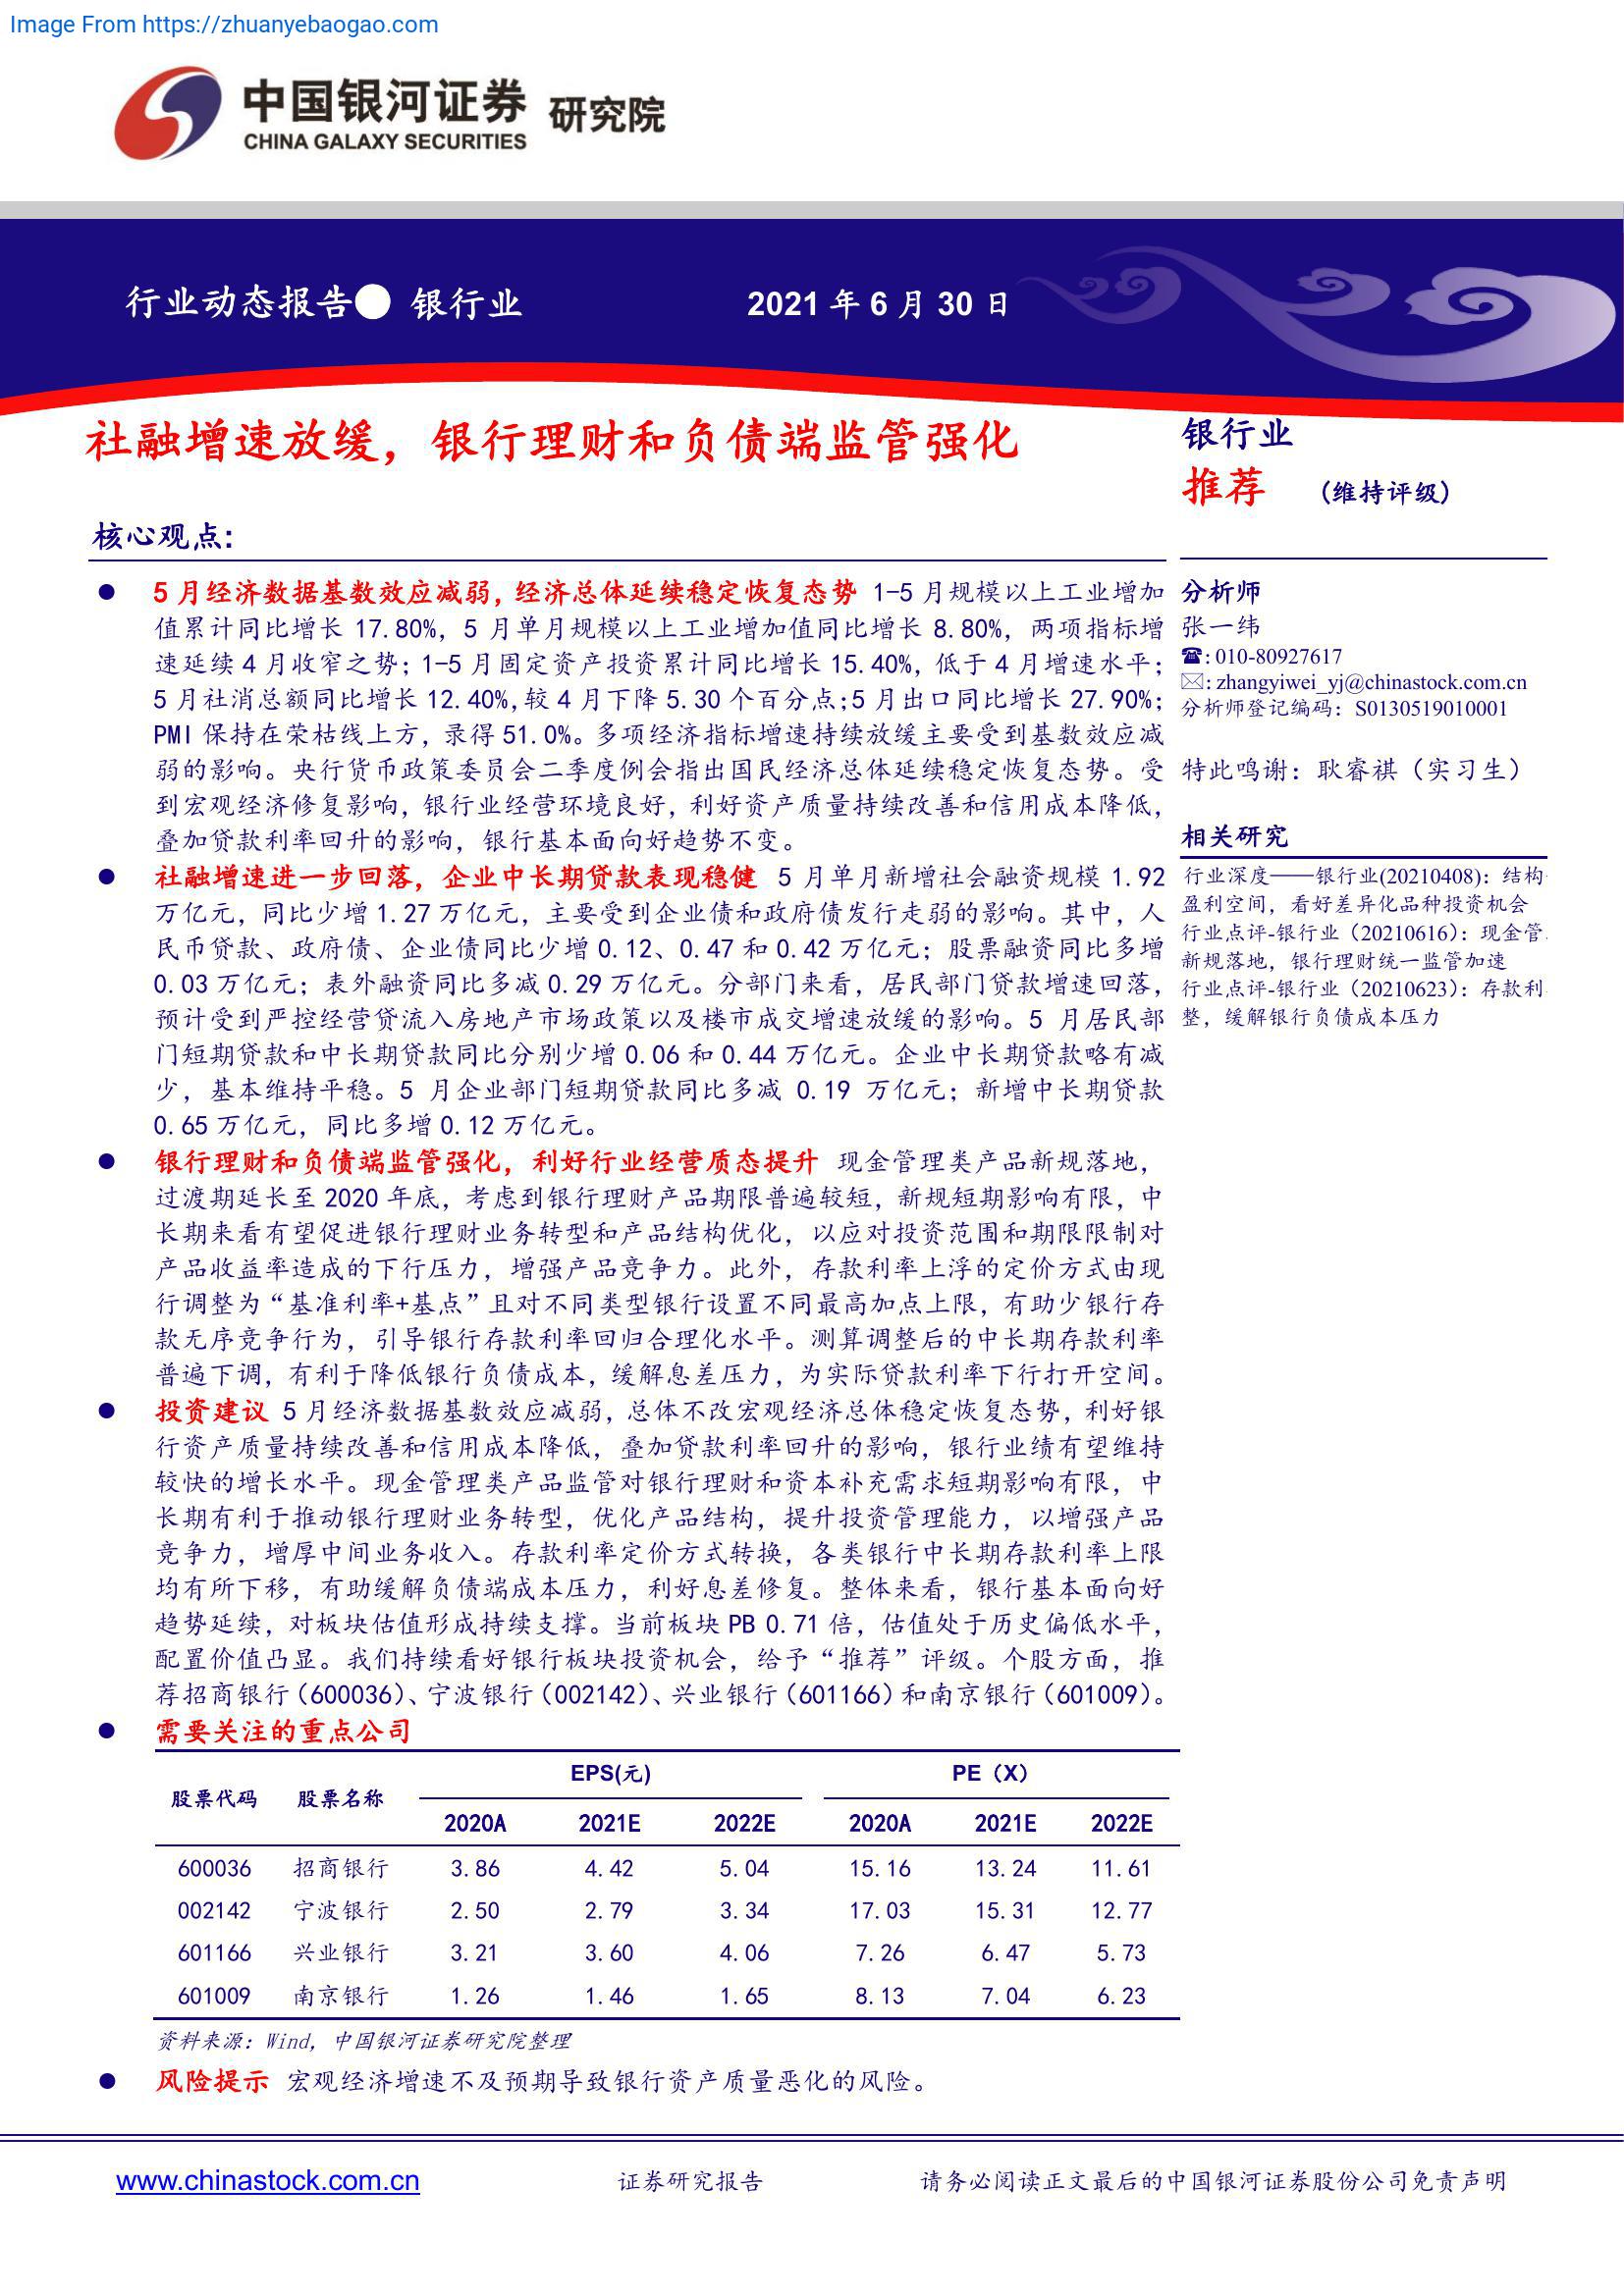 Image From https://zhuanyebaogao.com
中国银河证券 研究院
CHINA GALAXY SECURITIES
行业动态报告● 银行业 2021 年 6 月 30 日
社融增速放缓，银行理财和负债端监管强化
核心观点：
● 5 月经济数据基数效应减弱，经济总体延续稳定恢复态势 1-5 月规模以上工业增加
值累计同比增长 17.80%，5 月单月规模以上工业增加值同比增长 8.80%，两项指标增
速延续 4 月收窄之势；1-5 月固定资产投资累计同比增长 15.40%，低于 4 月增速水平；
5 月社消总额同比增长 12.40%，较 4 月下降 5.30 个百分点；5 月出口同比增长 27.90%；
PMI 保持在荣枯线上方，录得 51.0%。多项经济指标增速持续放缓主要受到基数效应减
弱的影响。央行货币政策委员会二季度例会指出国民经济总体延续稳定恢复态势。受
到宏观经济修复影响，银行业经营环境良好，利好资产质量持续改善和信用成本降低，
叠加贷款利率回升的影响，银行基本面向好趋势不变。
● 社融增速进一步回落，企业中长期贷款表现稳健 5 月单月新增社会融资规模 1.92
万亿元，同比少增 1.27 万亿元，主要受到企业债和政府债发行走弱的影响。其中，人
民币贷款、政府债、企业债同比少增 0.12、0.47 和 0.42 万亿元；股票融资同比多增
0.03 万亿元；表外融资同比多减 0.29 万亿元。分部门来看，居民部门贷款增速回落，
预计受到严控经营贷流入房地产市场政策以及楼市成交增速放缓的影响。5 月居民部
门短期贷款和中长期贷款同比分别少增 0.06 和 0.44 万亿元。企业中长期贷款略有减
少，基本维持平稳。5 月企业部门短期贷款同比多减 0.19 万亿元；新增中长期贷款
0.65 万亿元，同比多增 0.12 万亿元。
● 银行理财和负债端监管强化，利好行业经营质态提升 现金管理类产品新规落地，
过渡期延长至 2020 年底，考虑到银行理财产品期限普遍较短，新规短期影响有限，中
长期来看有望促进银行理财业务转型和产品结构优化，以应对投资范围和期限限制对
产品收益率造成的下行压力，增强产品竞争力。此外，存款利率上浮的定价方式由现
行调整为“基准利率+基点”且对不同类型银行设置不同最高加点上限，有助少银行存
款无序竞争行为，引导银行存款利率回归合理化水平。测算调整后的中长期存款利率
普遍下调，有利于降低银行负债成本，缓解息差压力，为实际贷款利率下行打开空间。
● 投资建议 5 月经济数据基数效应减弱，总体不改宏观经济总体稳定恢复态势，利好银
行资产质量持续改善和信用成本降低，叠加贷款利率回升的影响，银行业绩有望维持
较快的增长水平。现金管理类产品监管对银行理财和资本补充需求短期影响有限，中
长期有利于推动银行理财业务转型，优化产品结构，提升投资管理能力，以增强产品
竞争力，增厚中间业务收入。存款利率定价方式转换，各类银行中长期存款利率上限
均有所下移，有助缓解负债端成本压力，利好息差修复。整体来看，银行基本面向好
趋势延续，对板块估值形成持续支撑。当前板块 PB 0.71 倍，估值处于历史偏低水平，
配置价值凸显。我们持续看好银行板块投资机会，给予“推荐”评级。个股方面，推
荐招商银行（600036）、宁波银行（002142）、兴业银行（601166）和南京银行（601009）。
● 需要关注的重点公司
股票代码 股票名称 EPS(元) PE（X）
2020A 2021E 2022E 2020A 2021E 2022E
600036 招商银行 3.86 4.42 5.04 15.16 13.24 11.61
002142 宁波银行 2.50 2.79 3.34 17.03 15.31 12.77
601166 兴业银行 3.21 3.60 4.06 7.26 6.47 5.73
601009 南京银行 1.26 1.46 1.65 8.13 7.04 6.23
资料来源：Wind，中国银河证券研究院整理
● 风险提示 宏观经济增速不及预期导致银行资产质量恶化的风险。
银行业
推荐 （维持评级）
分析师
张一纬
☎：010-80927617
✉：zhangyiwei_yj@chinastock.com.cn
分析师登记编码：S0130519010001
特此鸣谢：耿睿祺（实习生）
相关研究
行业深度——银行业(20210408)：结构
盈利空间，看好差异化品种投资机会
行业点评-银行业（20210616）：现金管
新规落地，银行理财统一监管加速
行业点评-银行业（20210623）：存款利
整，缓解银行负债成本压力
www.chinastock.com.cn 证券研究报告 请务必阅读正文最后的中国银河证券股份公司免责声明